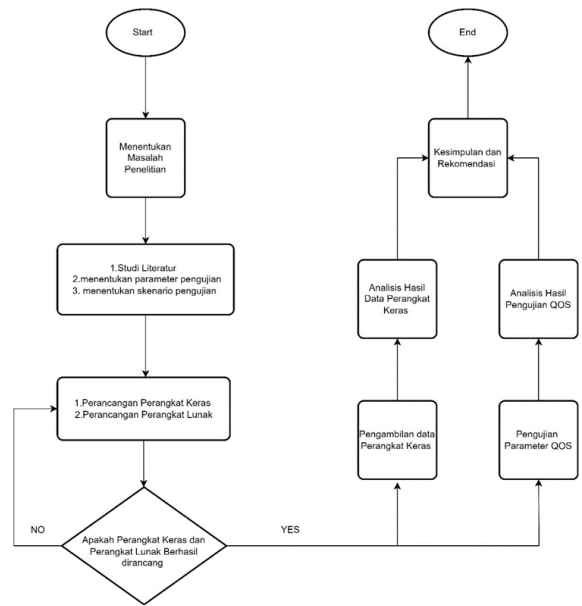 Start
Menentukan
Masalah
Penelitian
1.Studi Literatur
2.menentukan parameter pengujian
3. menentukan skenario pengujian
1.Perancangan Perangkat Keras
2.Perancangan Perangkat Lunak
Apakah Perangkat Keras dan
Perangkat Lunak Berhasil
dirancang
NO
YES
Pengambilan data
Perangkat Keras
Pengujian
Parameter QOS
Analisis Hasil
Data Perangkat
Keras
Analisis Hasil
Pengujian QOS
Kesimpulan dan
Rekomendasi
End